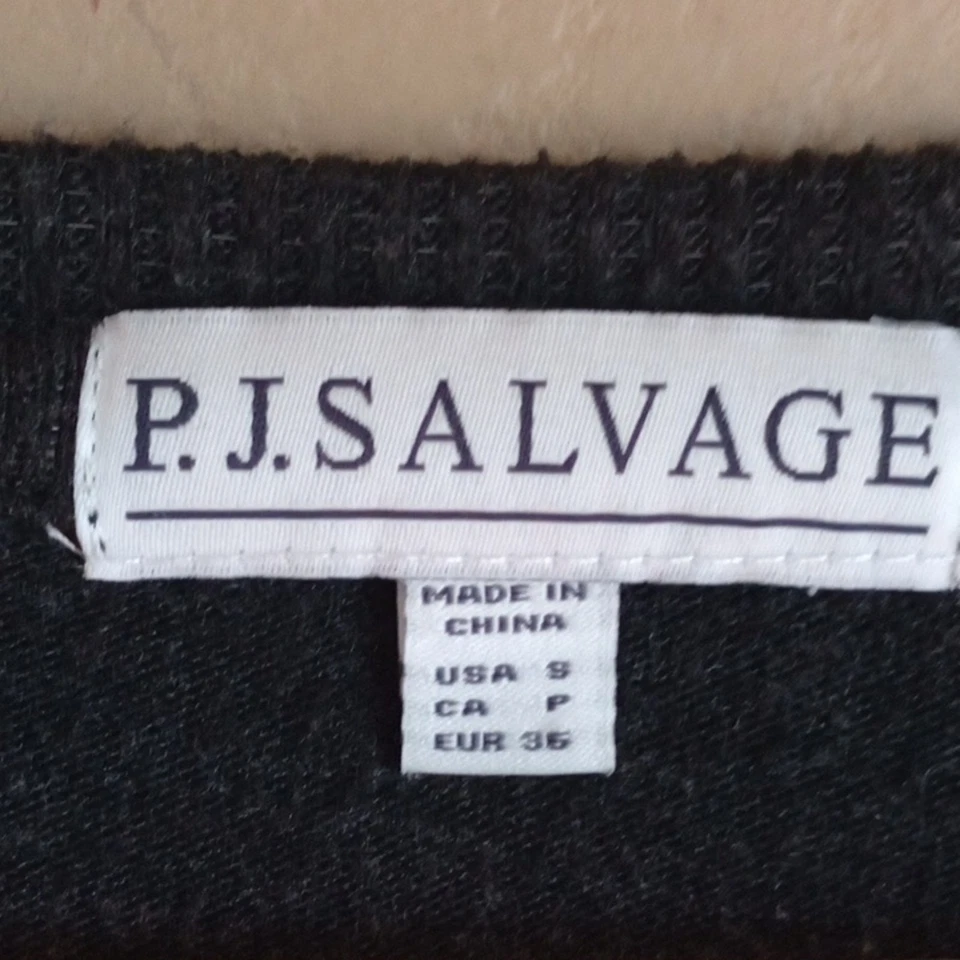 P.J.SALVAGE
MADE IN
CHINA
USA S
CA P
EUR 36